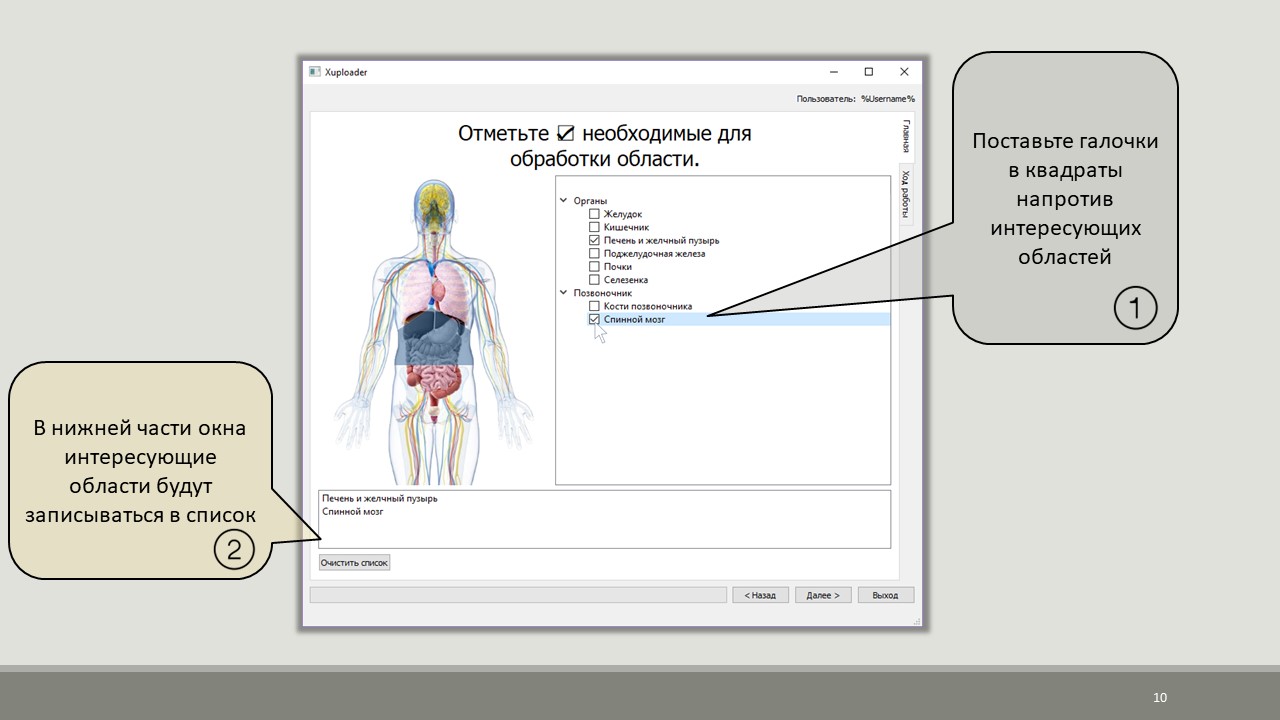 Xuploader
Пользователь: %Username%
Главная
Ход работы
Отметьте ☑ необходимые для
обработки области.
Органы
Желудок
Кишечник
Печень и желчный пузырь
Поджелудочная железа
Почки
Селезенка
Позвоночник
Кости позвоночника
Спинной мозг
Печень и желчный пузырь
Спинной мозг
Очистить список
< Назад
Далее >
Выход
Поставьте галочки
в квадраты
напротив
интересующих
областей
1
В нижней части окна
интересующие
области будут
записываться в список
2
10